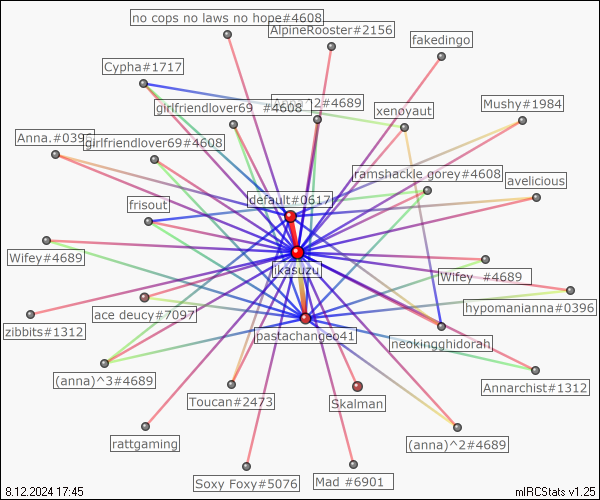 no cops no laws no hope#4608
AlpineRooster#2156
fakedingo
Cypha#1717
girlfriendlover69 #4608
^2#4689
xenoyaut
Mushy#1984
Anna.#0396
girlfriendlover69#4608
ramshackle_gorey#4608
default#0617
avelicious
frisout
Wifey#4689
ikasuzu
Wifey #4689
hypomanianna#0396
ace deucy#7097
zibbits#1312
pastachangeo41
neokingghidorah
(anna)^3#4689
Annarchist#1312
Toucan#2473
Skalman
rattgaming
(anna)^2#4689
Soxy Foxy#5076
Mad #6901
8.12.2024 17:45
mIRCStats v1.25